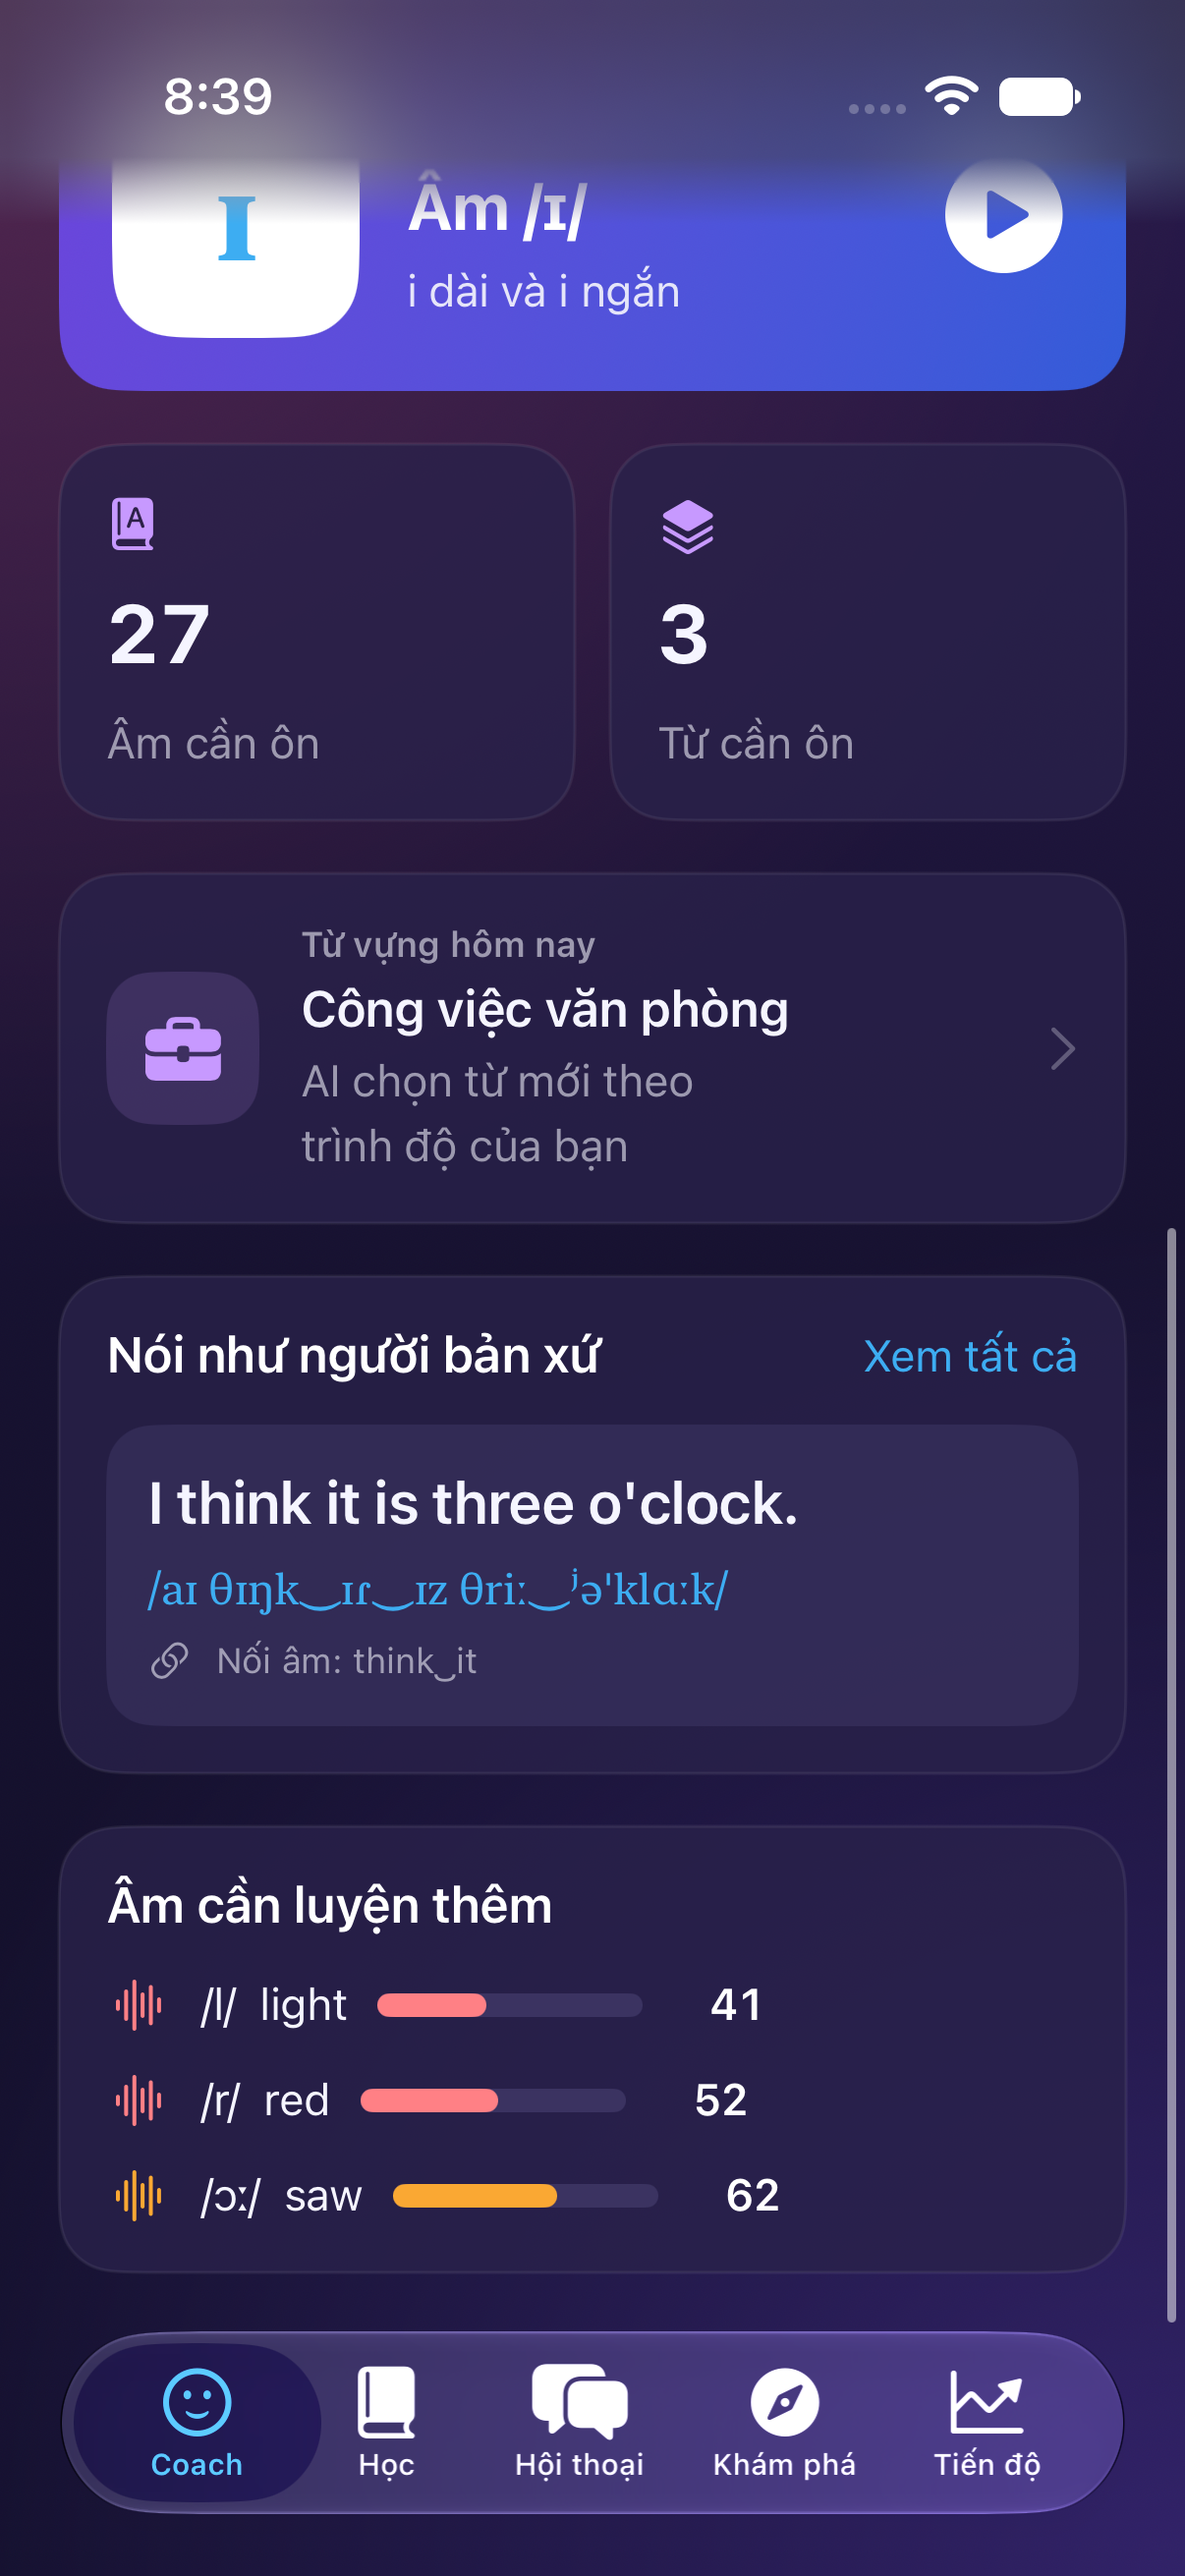 8:39
ɪ
Âm /ɪ/
i dài và i ngắn
A
27
Âm cần ôn
3
Từ cần ôn
Từ vựng hôm nay
Công việc văn phòng
AI chọn từ mới theo
trình độ của bạn
Nói như người bản xứ
Xem tất cả
I think it is three o'clock.
/aɪ θɪŋk‿ɪɾ‿ɪz θriː‿ʲə'klɑːk/
Nối âm: think‿it
Âm cần luyện thêm
/l/ light 41
/r/ red 52
/ɔː/ saw 62
Coach
Học
Hội thoại
Khám phá
Tiến độ